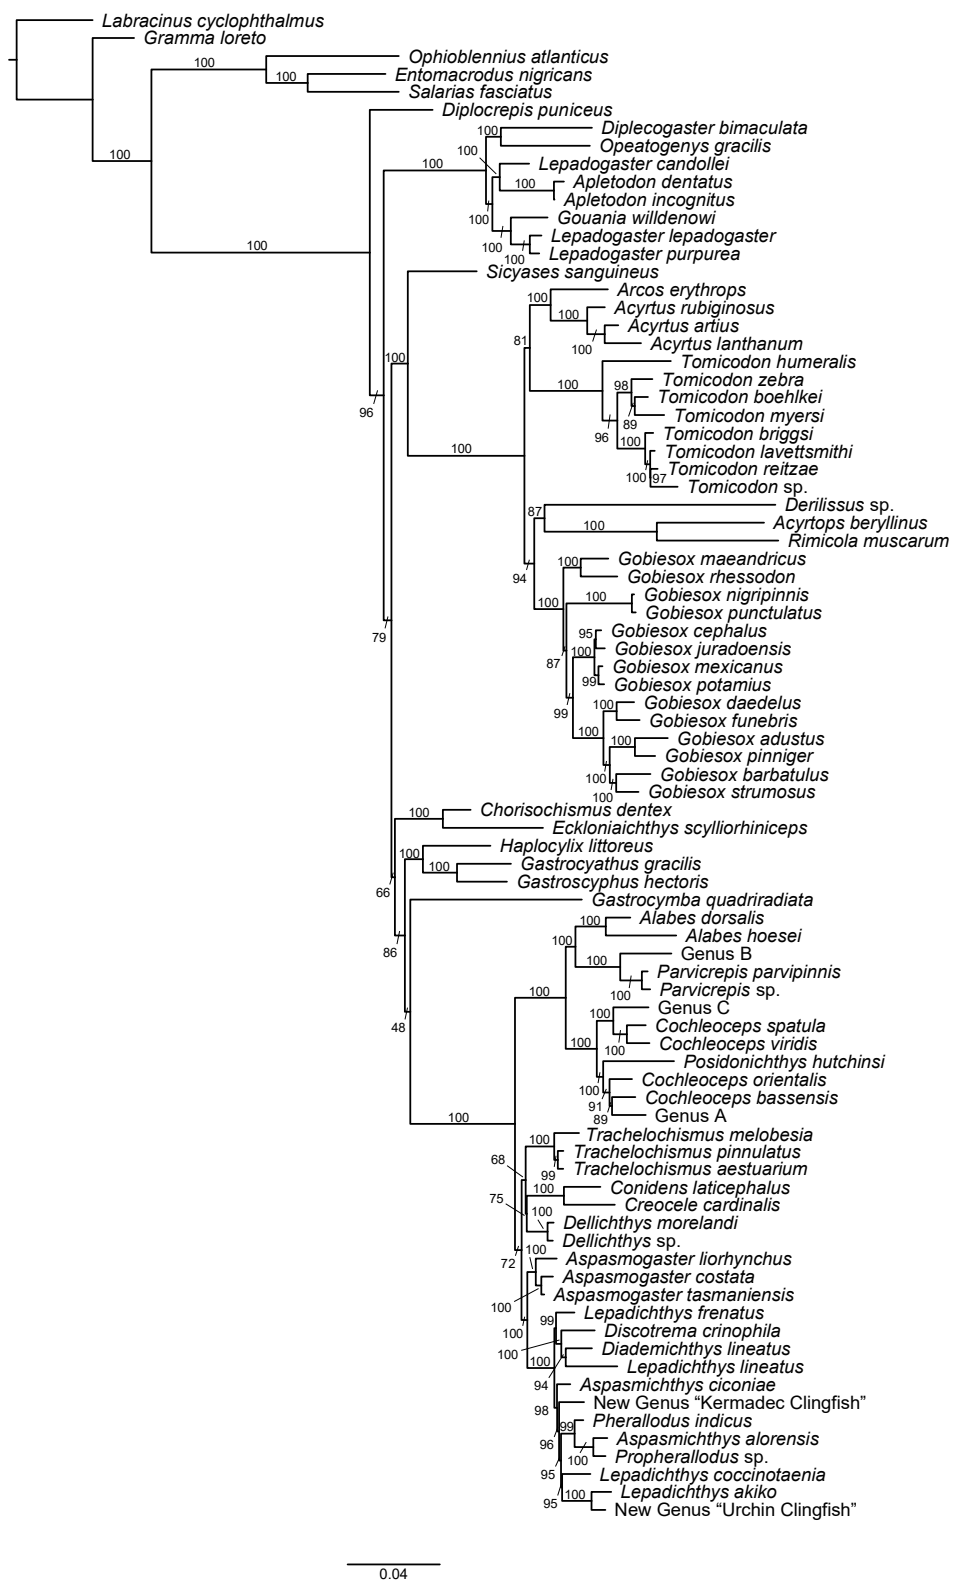 Labracinus cyclophthalmus
Gramma loreto
Ophioblennius atlanticus
100
Entomacrodus nigricans
100
Salarias fasciatus
Diplocrepis puniceus
Diplecogaster bimaculata
100
Opeatogenys gracilis
100
100
Lepadogaster candollei
100
Apletodon dentatus
100
Apletodon incognitus
Gouania willdenowi
100
Lepadogaster lepadogaster
100
100
Lepadogaster purpurea
100
Sicyases sanguineus
Arcos erythrops
100
Acyrtus rubiginosus
100
Acyrtus artius
81
100
Acyrtus lanthanum
100
Tomicodon humeralis
Tomicodon zebra
100
98
Tomicodon boehlkei
96
Tomicodon myersi
89
Tomicodon briggsi
96
100
Tomicodon lavettsmithi
100
Tomicodon reitzae
100
97
Tomicodon sp.
Derilissus sp.
87
Acyrtops beryllinus
100
Rimicola muscarum
Gobiesox maeandricus
100
94
Gobiesox rhessodon
Gobiesox nigripinnis
100
100
Gobiesox punctulatus
Gobiesox cephalus
79
95
Gobiesox juradoensis
100
87
Gobiesox mexicanus
Gobiesox potamius
99
Gobiesox daedelus
100
99
Gobiesox funebris
100
Gobiesox adustus
100
Gobiesox pinniger
Gobiesox barbatulus
100
Gobiesox strumosus
100
Chorisochismus dentex
100
Eckloniaichthys scylliorhiniceps
Haplocylix littoreus
100
Gastrocyathus gracilis
100
Gastroscyphus hectoris
66
Gastrocymba quadriradiata
Alabes dorsalis
100
Alabes hoesei
100
86
Genus B
100
Parvicrepis parvipinnis
Parvicrepis sp.
100
100
Genus C
100
48
Cochleoceps spatula
Cochleoceps viridis
100
100
Posidonichthys hutchinsi
Cochleoceps orientalis
100
Cochleoceps bassensis
91
Genus A
89
100
Trachelochismus melobesia
100
Trachelochismus pinnulatus
68
Trachelochismus aestuarium
99
Conidens laticephalus
100
75
Creocele cardinalis
100
Dellichthys morelandi
Dellichthys sp.
100
72
Aspasmogaster liorhynchus
Aspasmogaster costata
Aspasmogaster tasmaniensis
100
Lepadichthys frenatus
99
100
Discotrema crinophila
Diademichthys lineatus
100
100
Lepadichthys lineatus
94
Aspasmichthys ciconiae
New Genus “Kermadec Clingfish”
98
Pherallodus indicus
99
Aspasmichthys alorensis
96
Propherallodus sp.
100
Lepadichthys coccinotaenia
95
Lepadichthys akiko
100
95
New Genus “Urchin Clingfish”
0.04